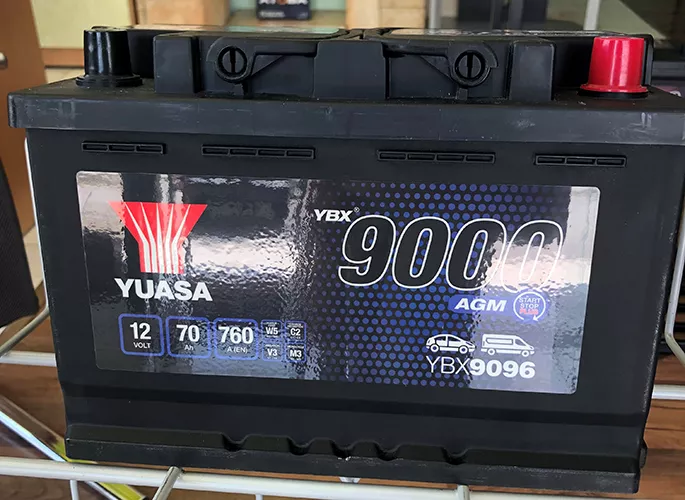 YBX® 9000
AGM START STOP PLUS
YUASA
12 VOLT
70 Ah
760 A (EN)
W5 C2
V3 M3
YBX9096